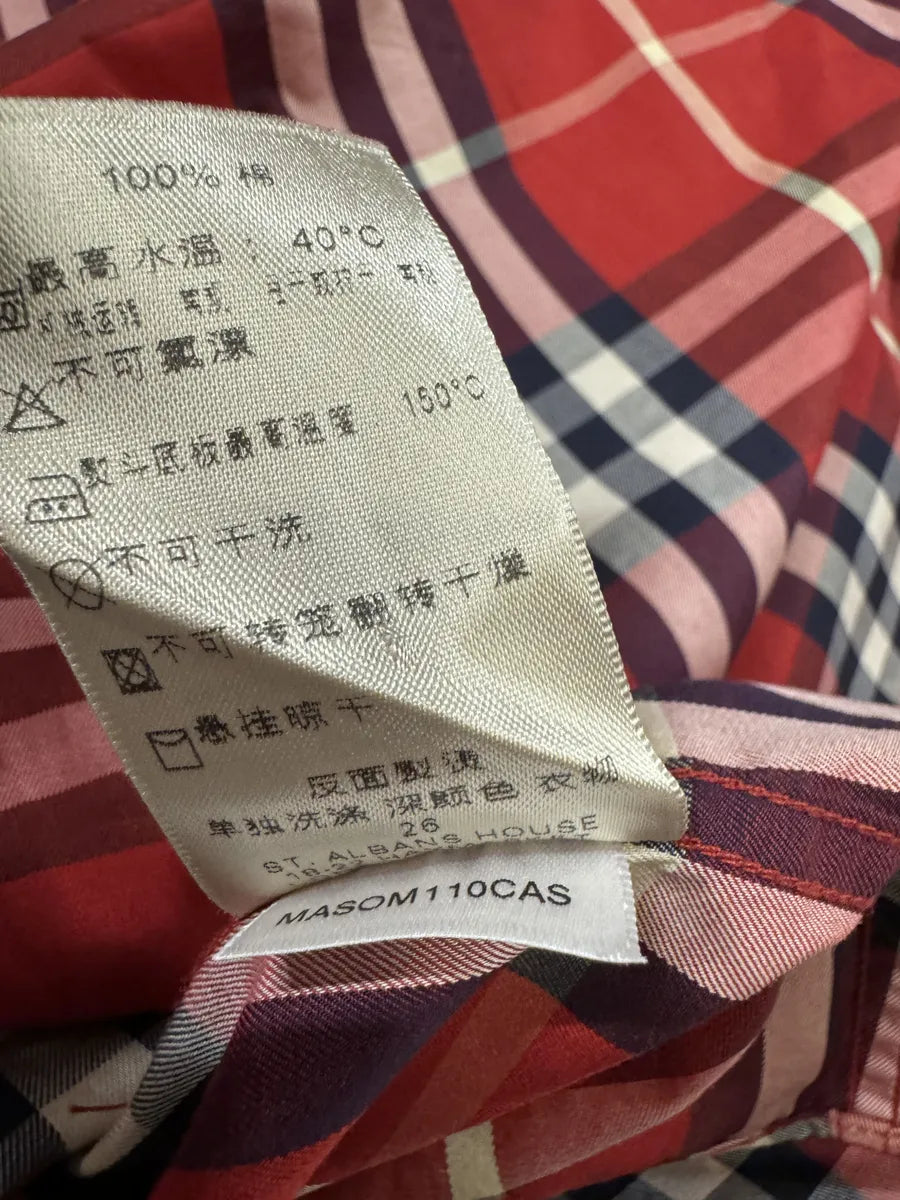 100% 棉
最高水温: 40°C
不可氯漂
熨斗底板最高温度: 150°C
不可干洗
不可转笼翻转干燥
悬挂晾干
反面熨烫
单独洗涤 深颜色 衣物
26
ST. ALBANS HOUSE
MASOM110CAS